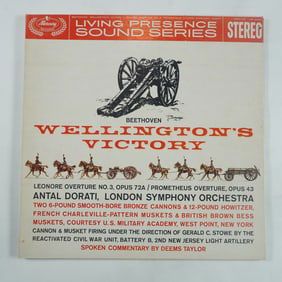 Mercury
LIVING PRESENCE
SOUND SERIES
STEREO
BEETHOVEN
WELLINGTON'S
VICTORY
LEONORE OVERTURE NO. 3, OPUS 72A / PROMETHEUS OVERTURE, OPUS 43
ANTAL DORATI, LONDON SYMPHONY ORCHESTRA
TWO 6-POUND SMOOTH-BORE BRONZE CANNONS & 12-POUND HOWITZER,
FRENCH CHARLEVILLE-PATTERN MUSKETS & BRITISH BROWN BESS
MUSKETS, COURTESY U.S. MILITARY ACADEMY, WEST POINT, NEW YORK
CANNON & MUSKET FIRING UNDER THE DIRECTION OF GERALD C. STOWE BY THE
REACTIVATED CIVIL WAR UNIT, BATTERY B, 2ND NEW JERSEY LIGHT ARTILLERY
SPOKEN COMMENTARY BY DEEMS TAYLOR